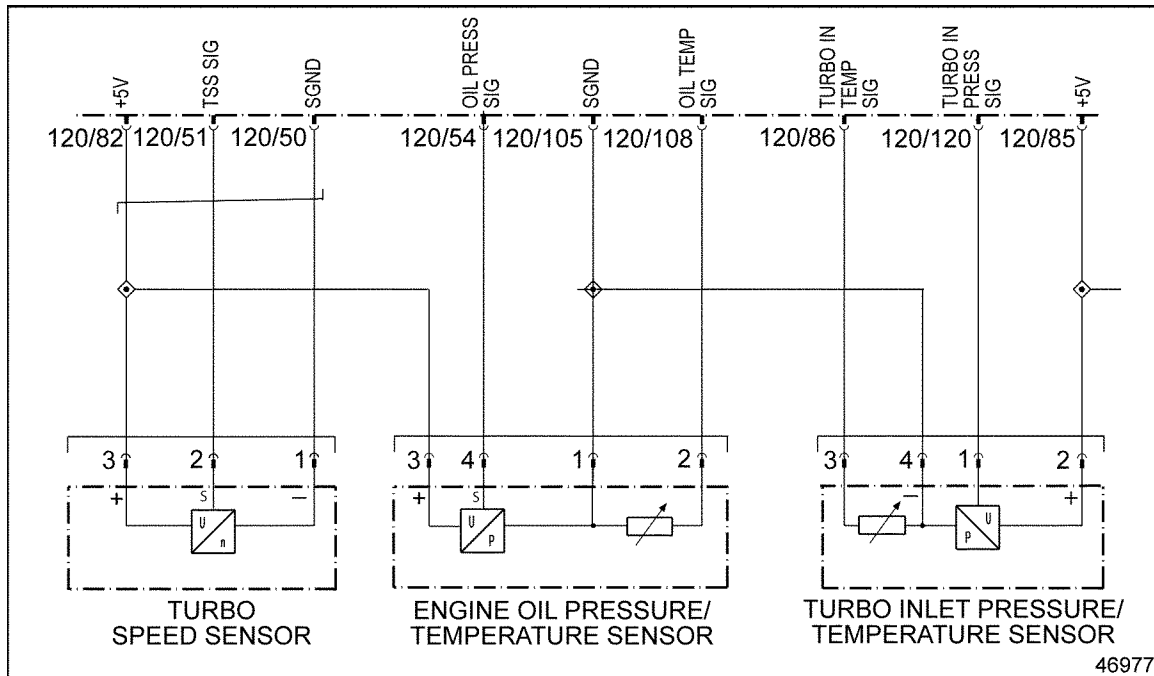 +5V
TSS SIG
SGND
OIL PRESS
SIG
SGND
OIL TEMP
SIG
TURBO IN
TEMP
SIG
TURBO IN
PRESS
SIG
+5V
120/82 120/51 120/50 120/54 120/105 120/108 120/86 120/120 120/85
3 2 1 3 4 1 2 3 4 1 2
+ S − + S − +
U n U P P U
TURBO
SPEED SENSOR
ENGINE OIL PRESSURE/
TEMPERATURE SENSOR
TURBO INLET PRESSURE/
TEMPERATURE SENSOR
46977